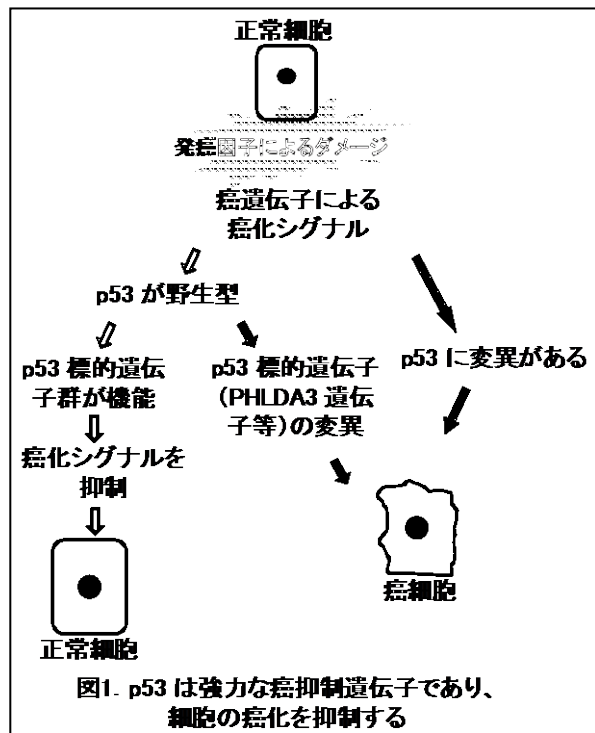 正常細胞
発癌因子によるダメージ
癌遺伝子による
癌化シグナル
p53 が野生型
p53 標的遺伝
子群が機能
p53 標的遺伝子
(PHLDA3 遺伝
子等)の変異
p53 に変異がある
癌化シグナルを
抑制
正常細胞
癌細胞
図1. p53 は強力な癌抑制遺伝子であり、
細胞の癌化を抑制する